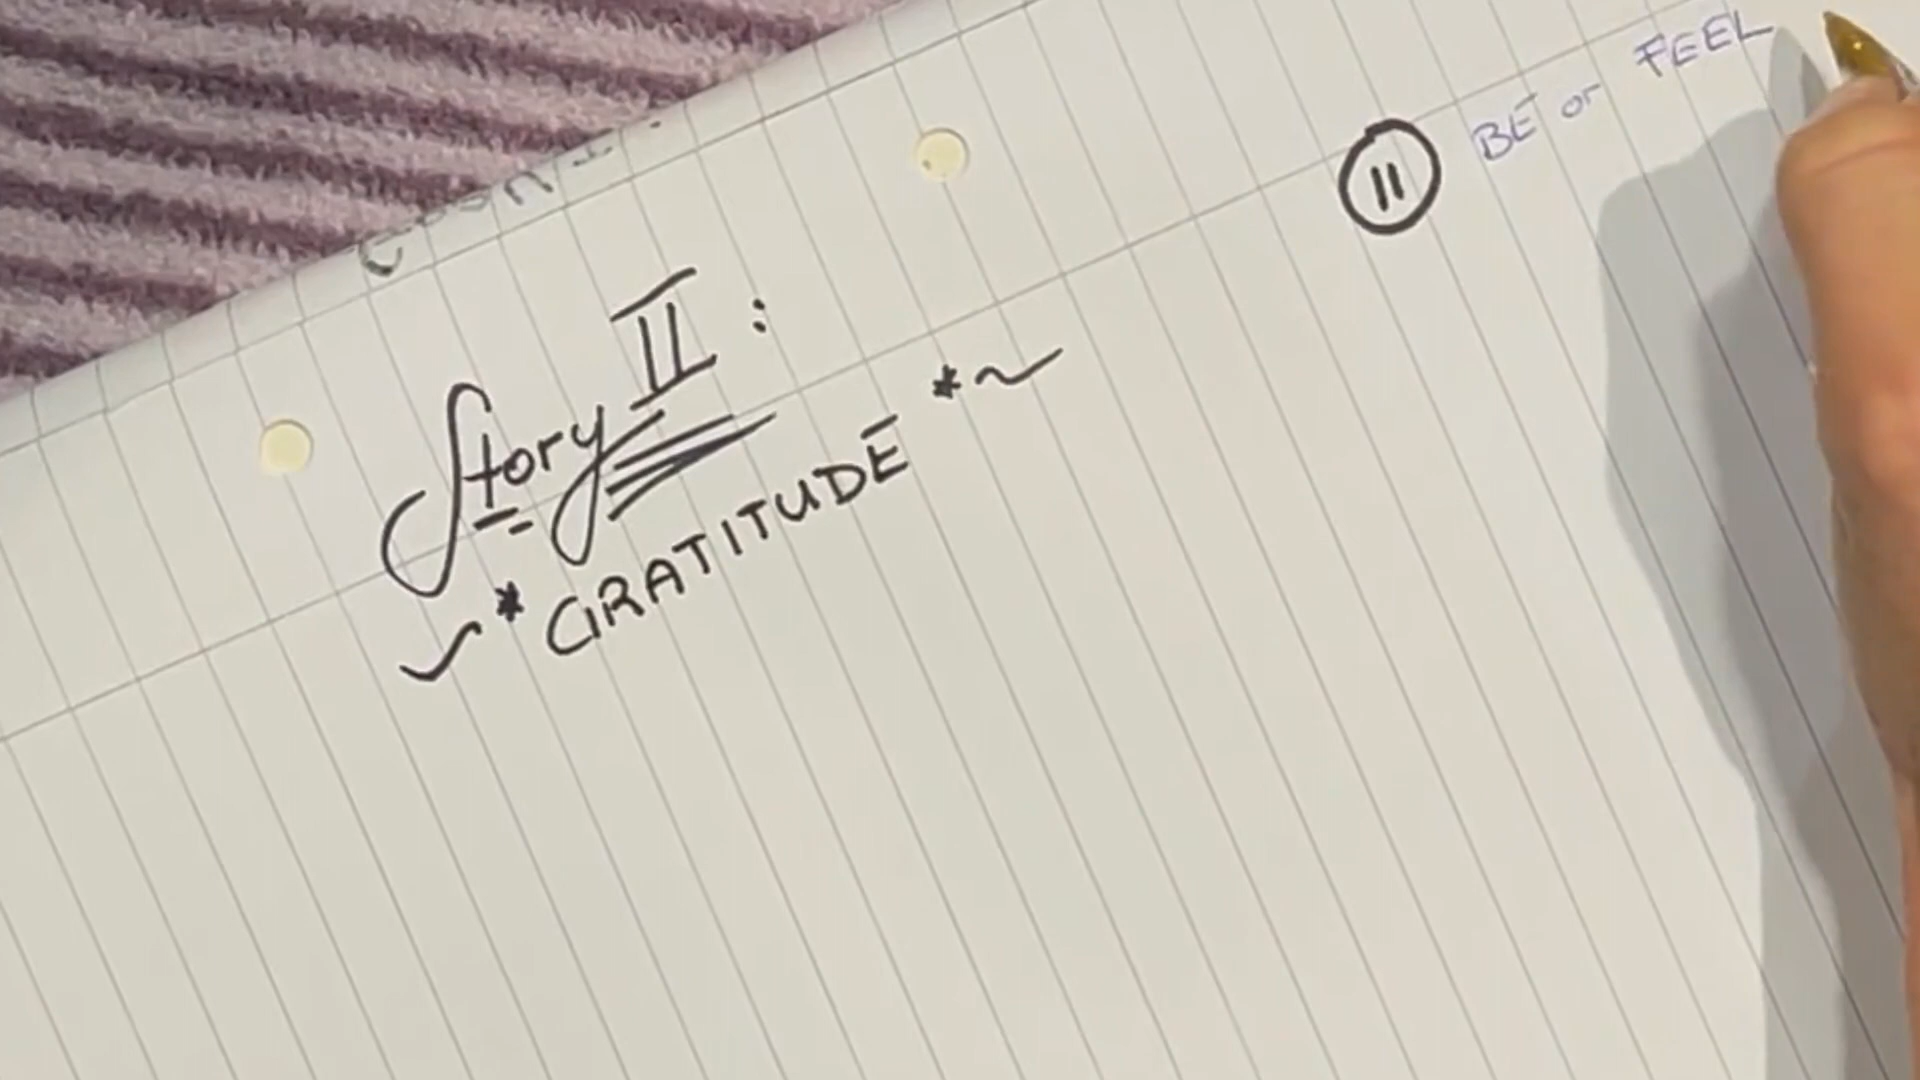 Story II :
~ * GRATITUDE * ~
11 BE or FEEL